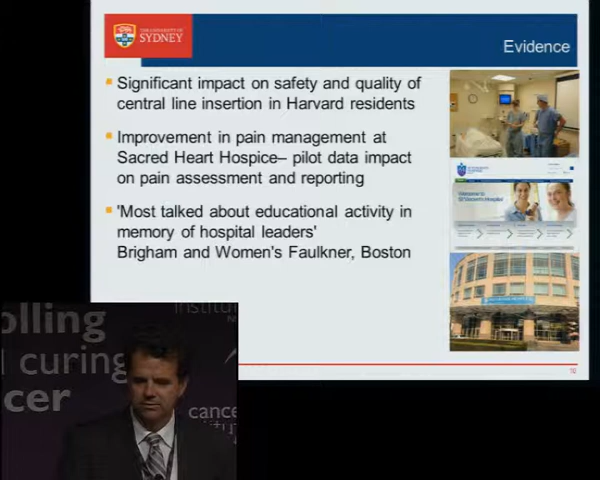 THE UNIVERSITY OF
SYDNEY
Evidence
Significant impact on safety and quality of
central line insertion in Harvard residents
Improvement in pain management at
Sacred Heart Hospice– pilot data impact
on pain assessment and reporting
'Most talked about educational activity in
memory of hospital leaders'
Brigham and Women's Faulkner, Boston
10
olling
curing
cer
institu
cance